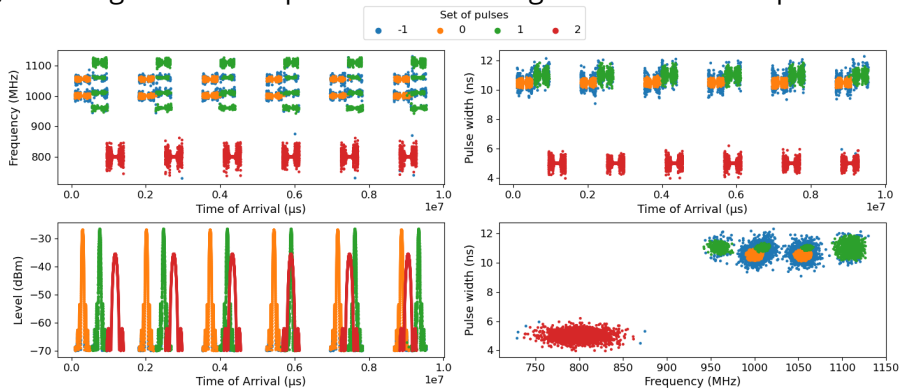 Set of pulses
-1 0 1 2
1100
1000
900
800
Frequency (MHz)
0.0 0.2 0.4 0.6 0.8 1.0
Time of Arrival (µs)
1e7
12
10
8
6
4
Pulse width (ns)
0.0 0.2 0.4 0.6 0.8 1.0
Time of Arrival (µs)
1e7
−30
−40
−50
−60
−70
Level (dBm)
0.0 0.2 0.4 0.6 0.8 1.0
Time of Arrival (µs)
1e7
12
10
8
6
4
Pulse width (ns)
750 800 850 900 950 1000 1050 1100 1150
Frequency (MHz)